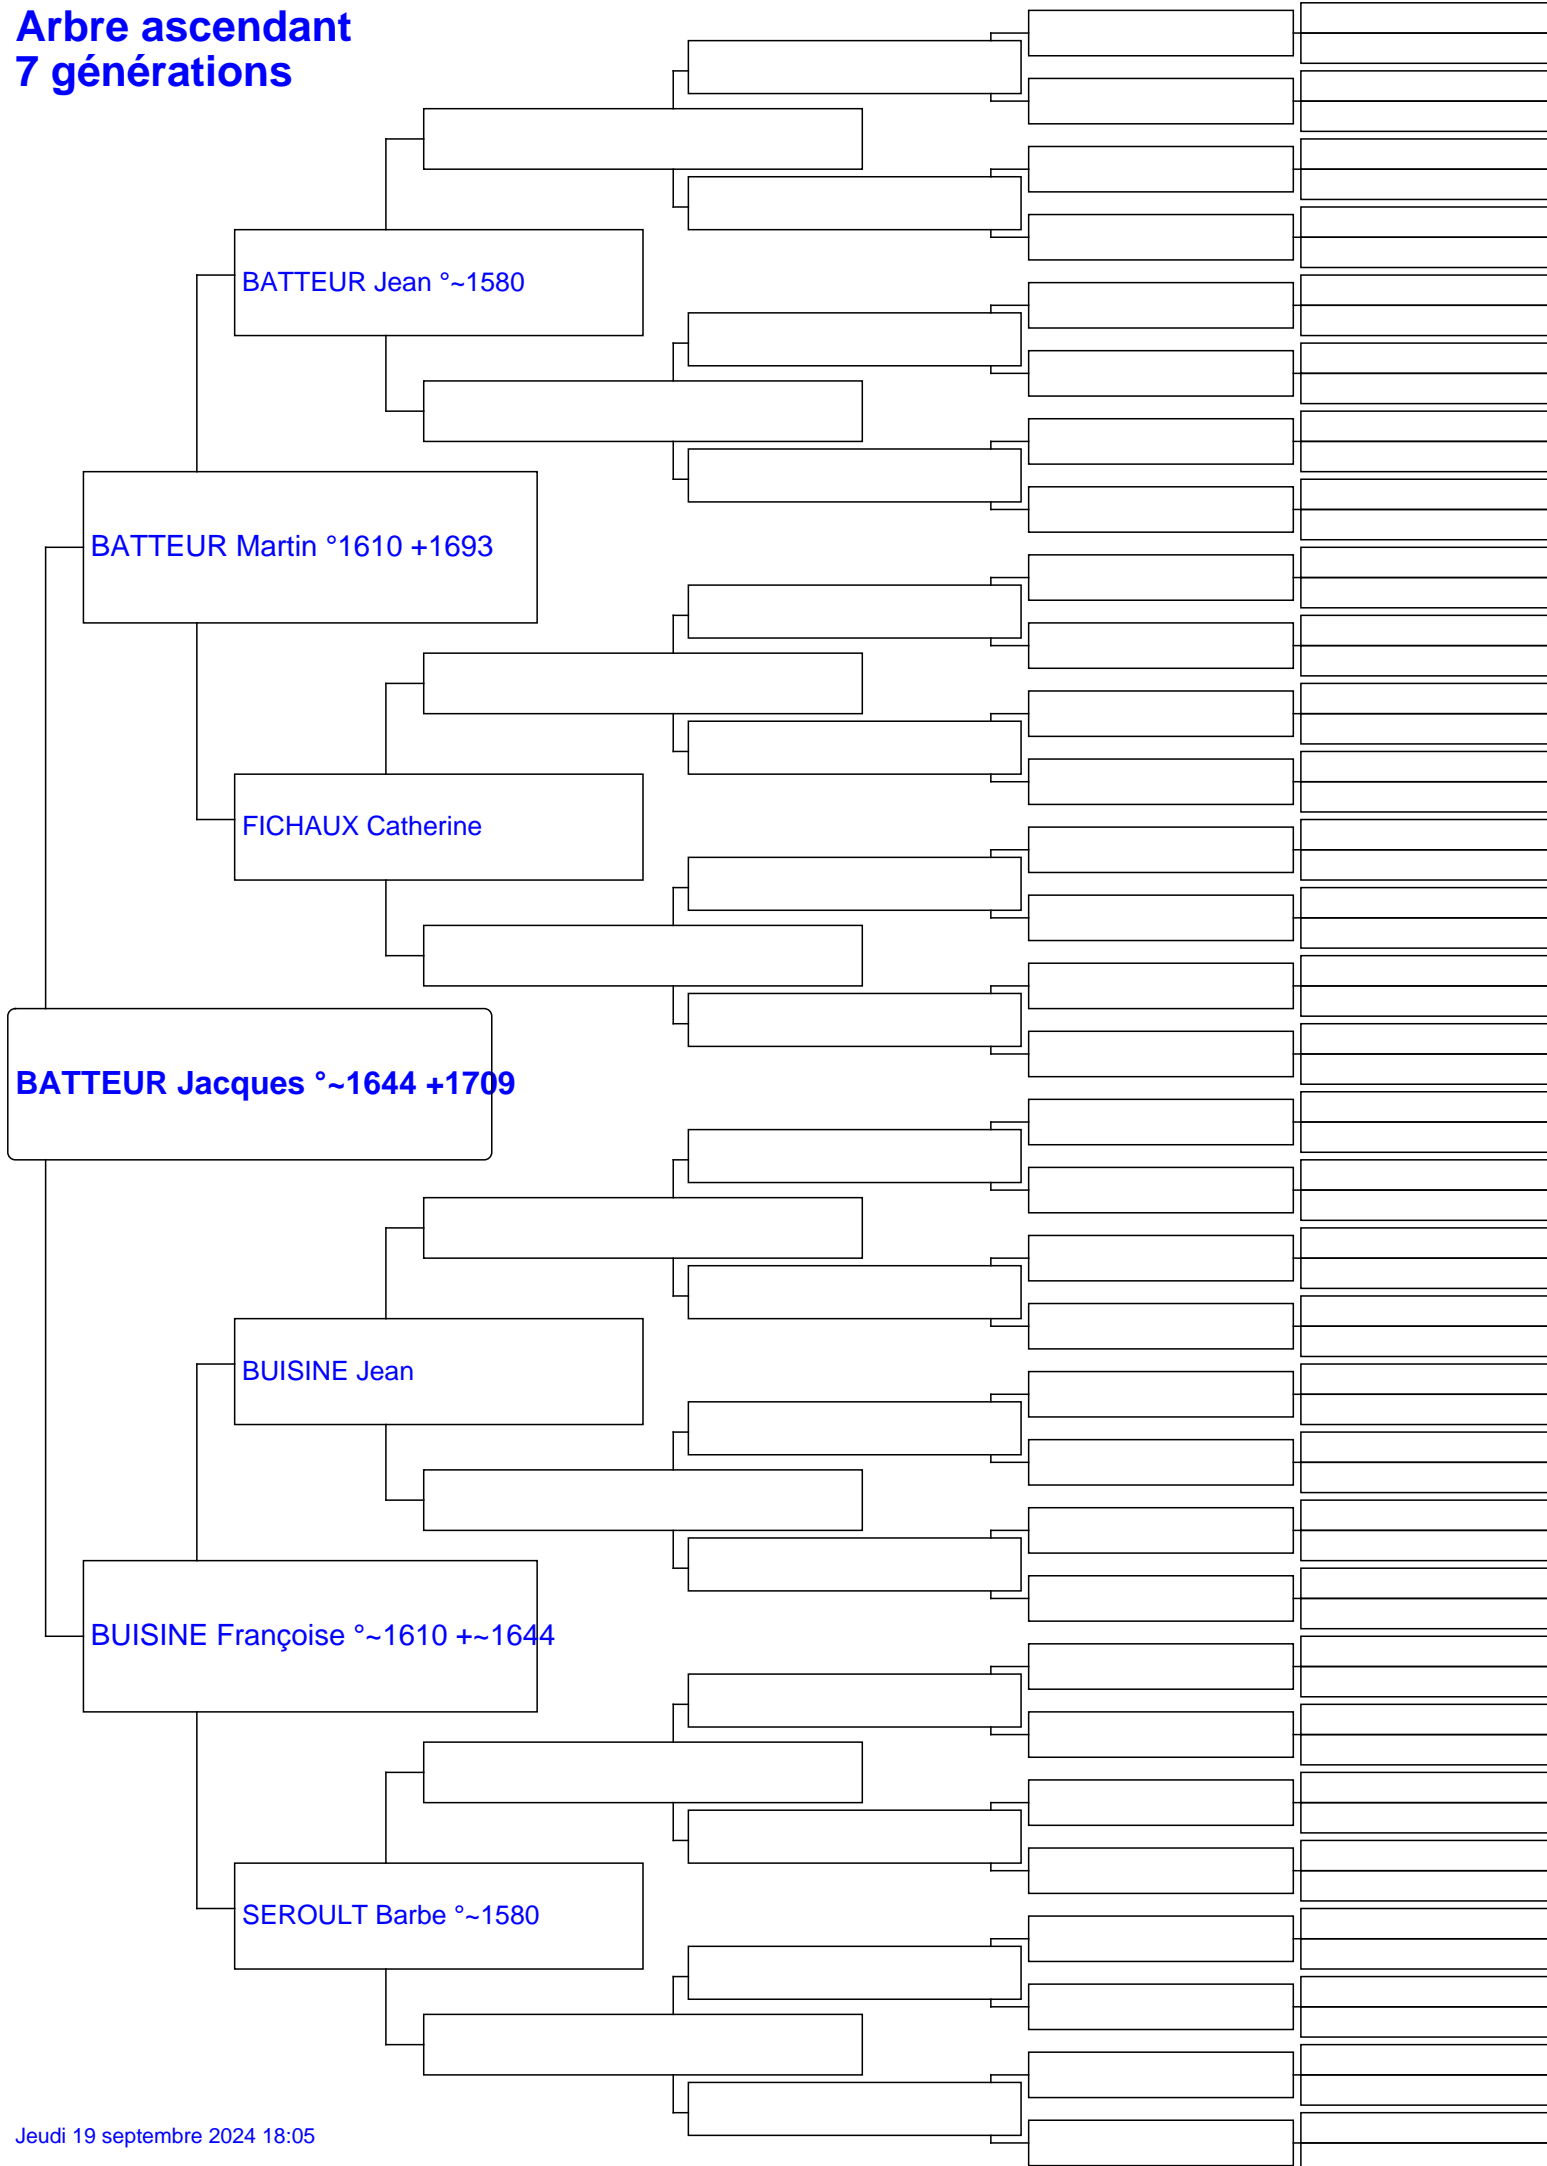 Arbre ascendant
7 générations
BATTEUR Jean °~1580
BATTEUR Martin °1610 +1693
FICHAUX Catherine
BATTEUR Jacques °~1644 +1709
BUISINE Jean
BUISINE Françoise °~1610 +~1644
SEROULT Barbe °~1580
Jeudi 19 septembre 2024 18:05